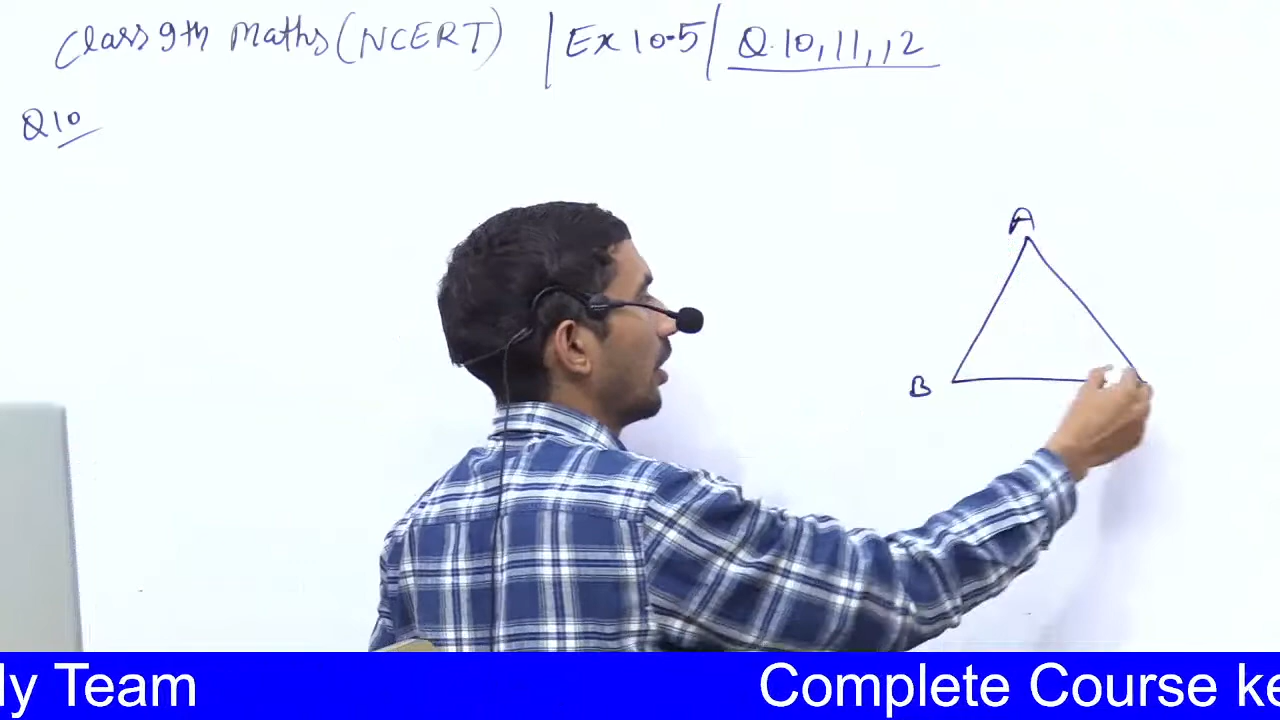 Class 9th Maths (NCERT) | Ex 10.5 | Q. 10, 11, 12
Q10
A
B
ly Team Complete Course ke